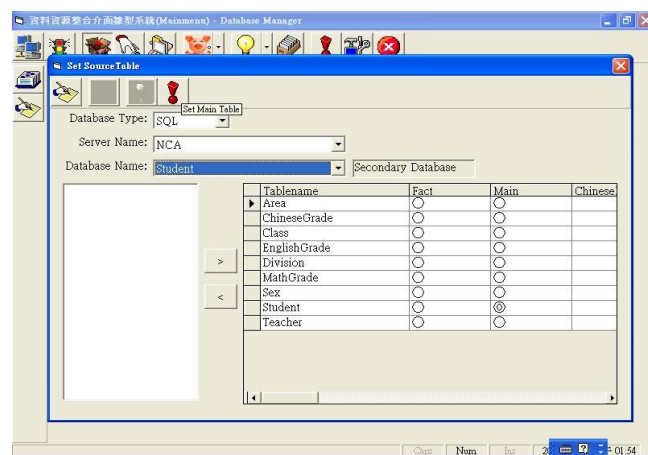 資料資源整合介面雛型系統(Mainmenu) - Database Manager
Set SourceTable
Set Main Table
Database Type: SQL
Server Name: NCA
Database Name: Student Secondary Database
Tablename Fact Main Chinese
Area
ChineseGrade
Class
EnglishGrade
> Division
MathGrade
< Sex
Student
Teacher
Caps Num Ins 01:54